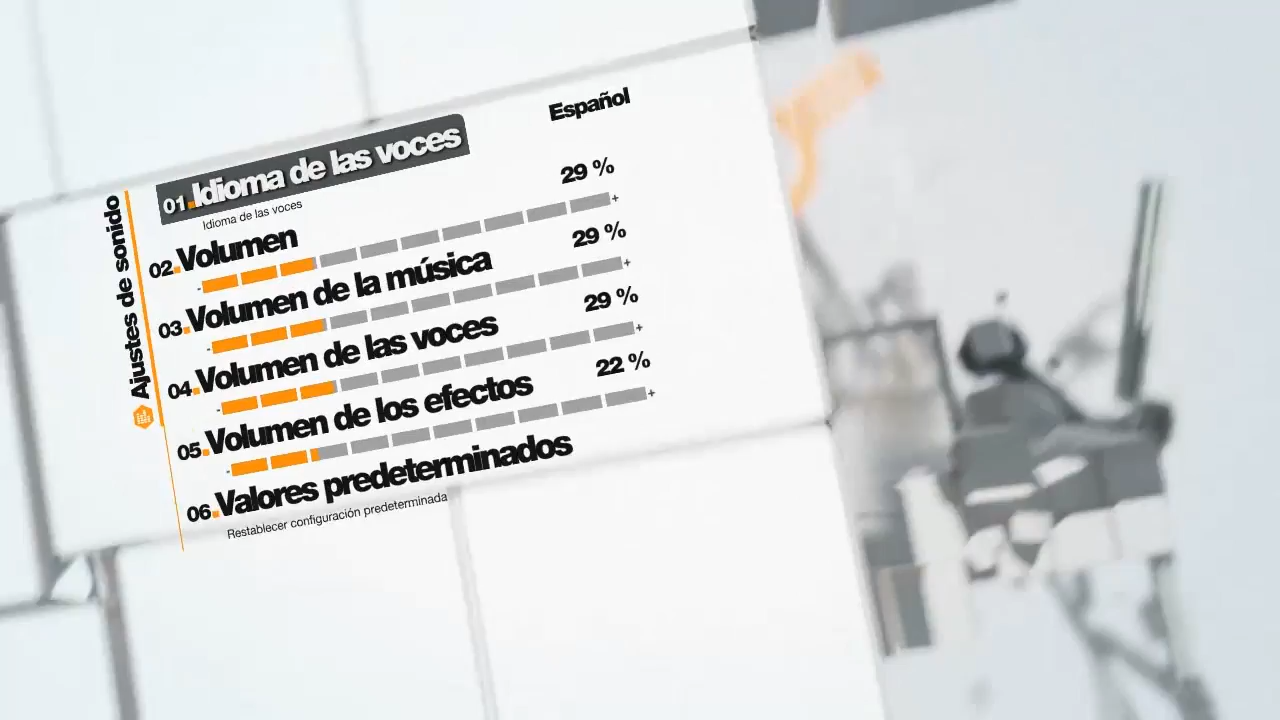 Ajustes de sonido
01.Idioma de las voces
Español
Idioma de las voces
02.Volumen
29 %
- +
03.Volumen de la música
29 %
- +
04.Volumen de las voces
29 %
- +
05.Volumen de los efectos
22 %
- +
06.Valores predeterminados
Restablecer configuración predeterminada